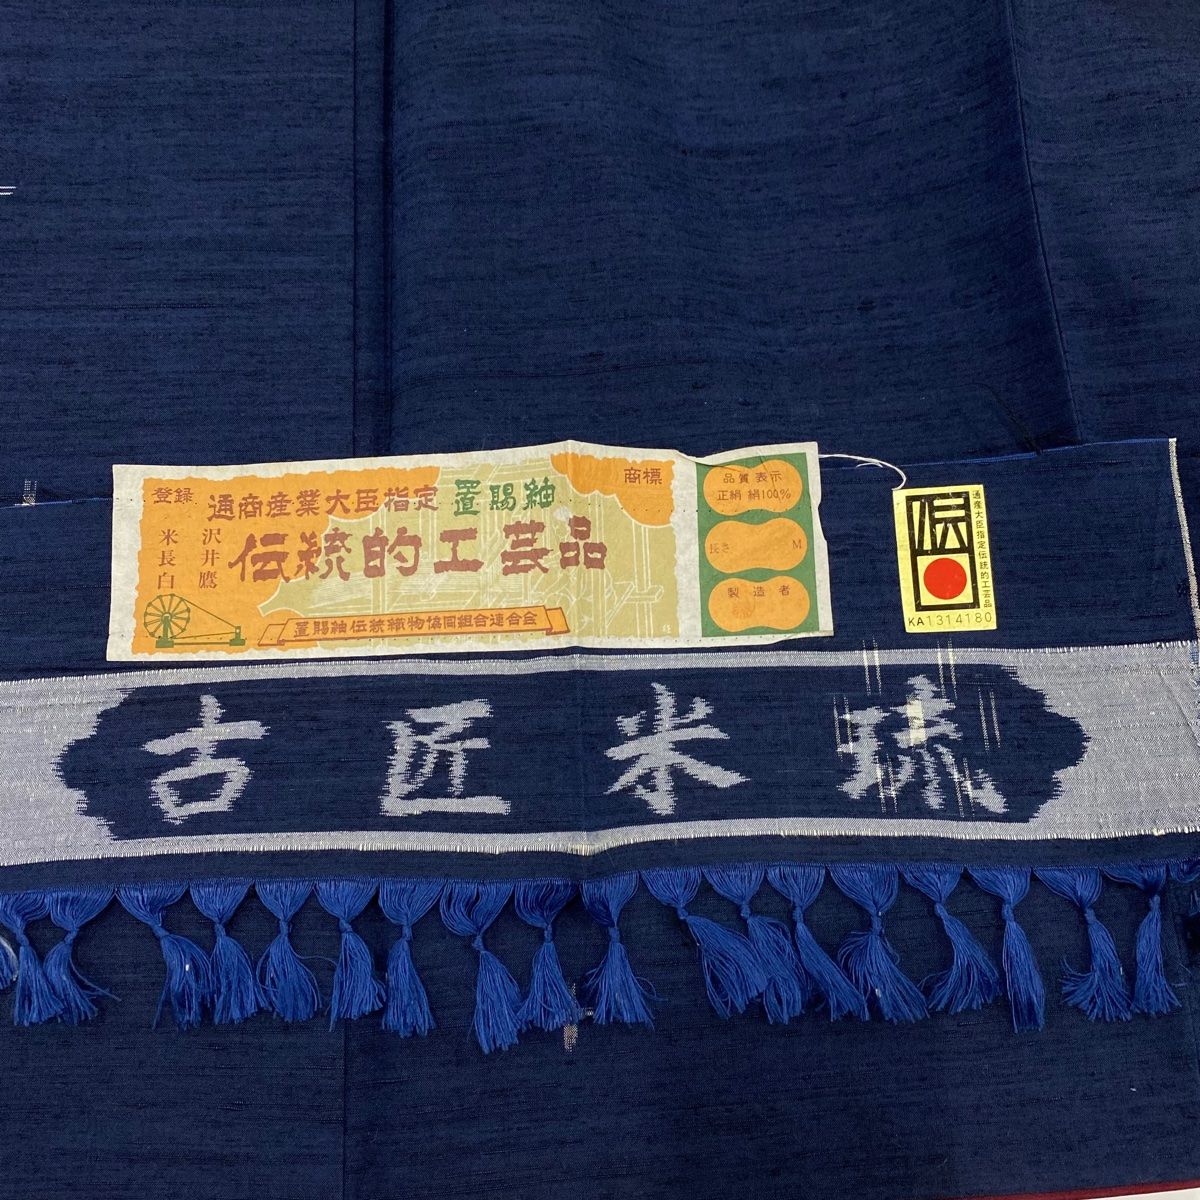 登録
商標
通商産業大臣指定 置賜紬
伝統的工芸品
米沢
長井
白鷹
置賜紬伝統織物協同組合連合会
品質表示
正絹 絹100%
長さ M
製造者
伝
通産大臣指定伝統的工芸品
KA1314180
古匠米琉